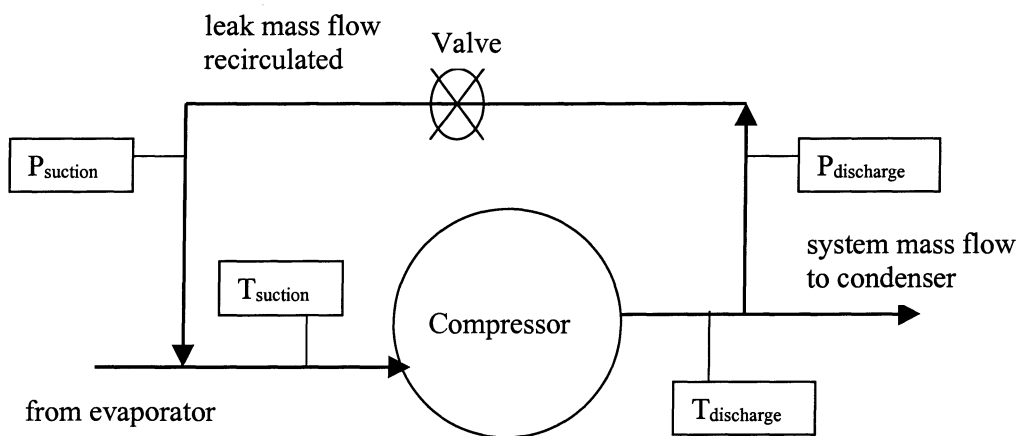 leak mass flow
recirculated
Valve
Psuction
Pdischarge
system mass flow
to condenser
Tsuction
Compressor
from evaporator
Tdischarge